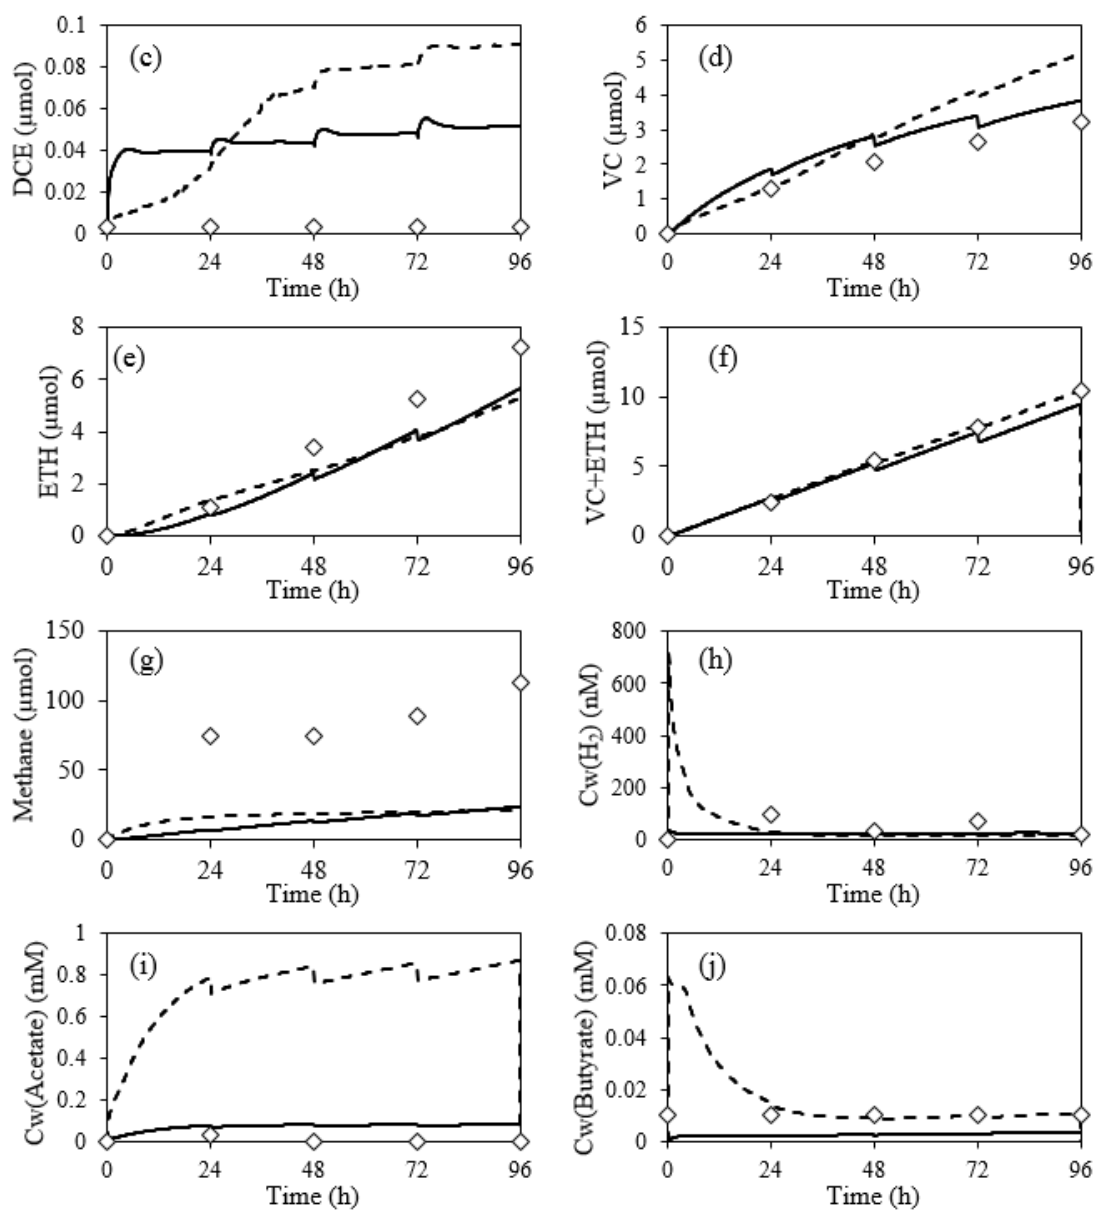 (c)
DCE (μmol)
0.1
0.08
0.06
0.04
0.02
0
0 24 48 72 96
Time (h)
(d)
VC (μmol)
6
5
4
3
2
1
0
0 24 48 72 96
Time (h)
(e)
ETH (μmol)
8
6
4
2
0
0 24 48 72 96
Time (h)
(f)
VC+ETH (μmol)
15
10
5
0
0 24 48 72 96
Time (h)
(g)
Methane (μmol)
150
100
50
0
0 24 48 72 96
Time (h)
(h)
Cw(H₂) (nM)
800
600
400
200
0
0 24 48 72 96
Time (h)
(i)
Cw(Acetate) (mM)
1
0.8
0.6
0.4
0.2
0
0 24 48 72 96
Time (h)
(j)
Cw(Butyrate) (mM)
0.08
0.06
0.04
0.02
0
0 24 48 72 96
Time (h)